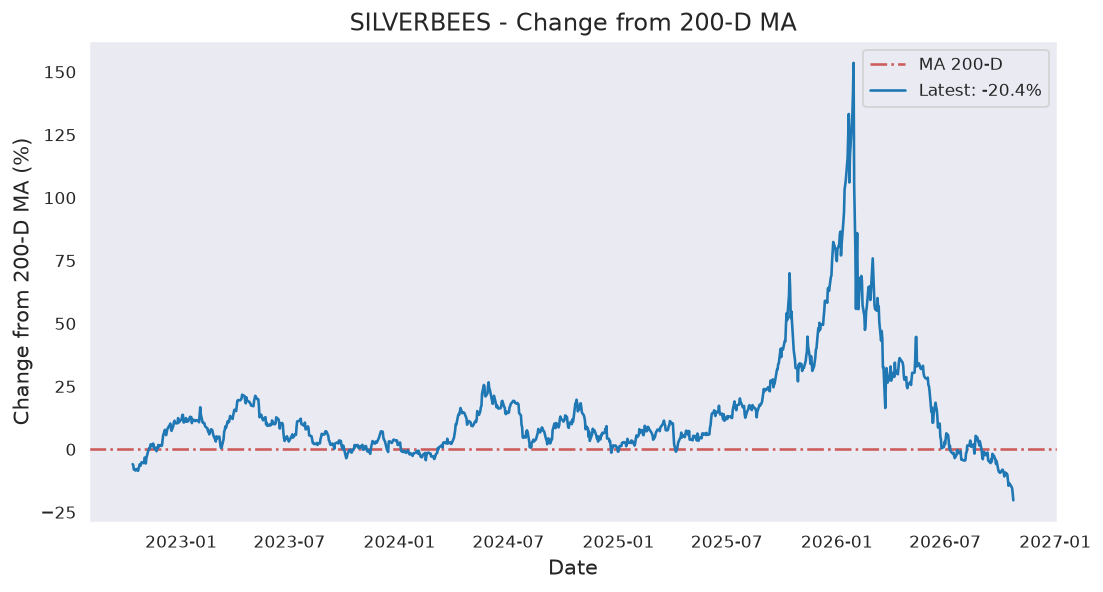 SILVERBEES - Change from 200-D MA
MA 200-D
Latest: -20.4%
Change from 200-D MA (%)
150
125
100
75
50
25
0
−25
2023-01 2023-07 2024-01 2024-07 2025-01 2025-07 2026-01 2026-07 2027-01
Date